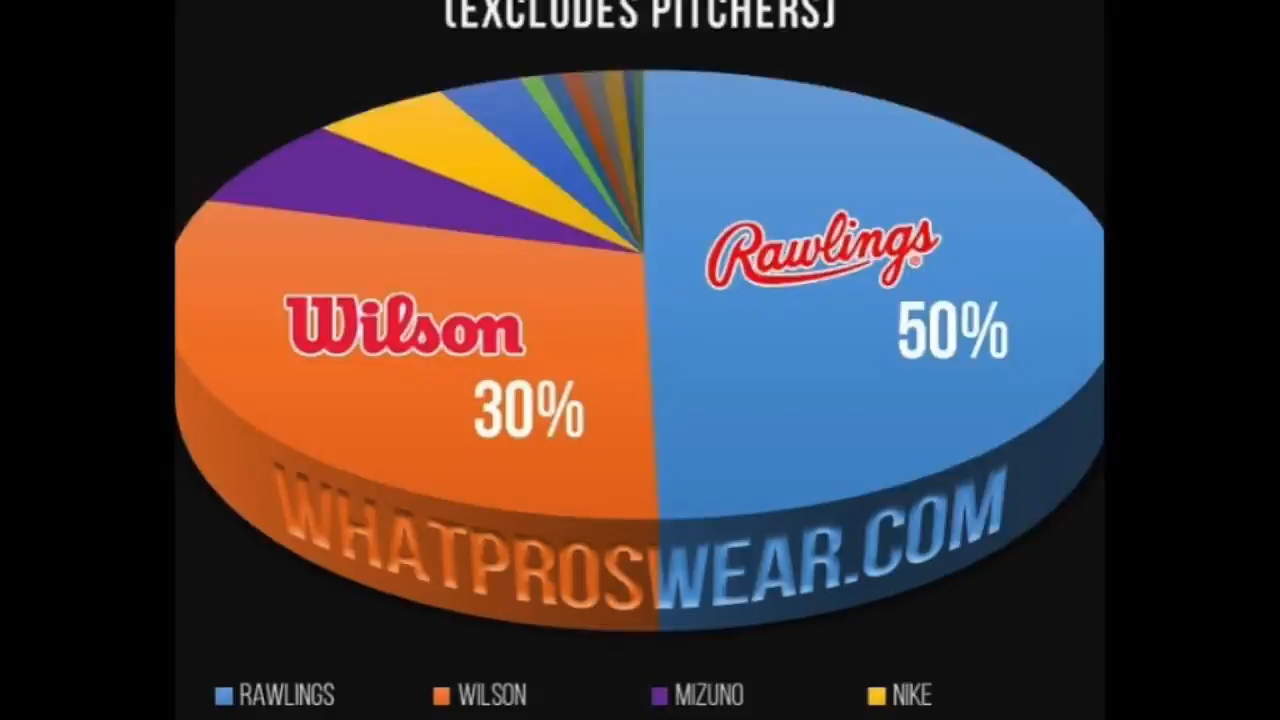 (EXCLUDES PITCHERS)
Rawlings
50%
Wilson
30%
WHATPROSWEAR.COM
RAWLINGS
WILSON
MIZUNO
NIKE